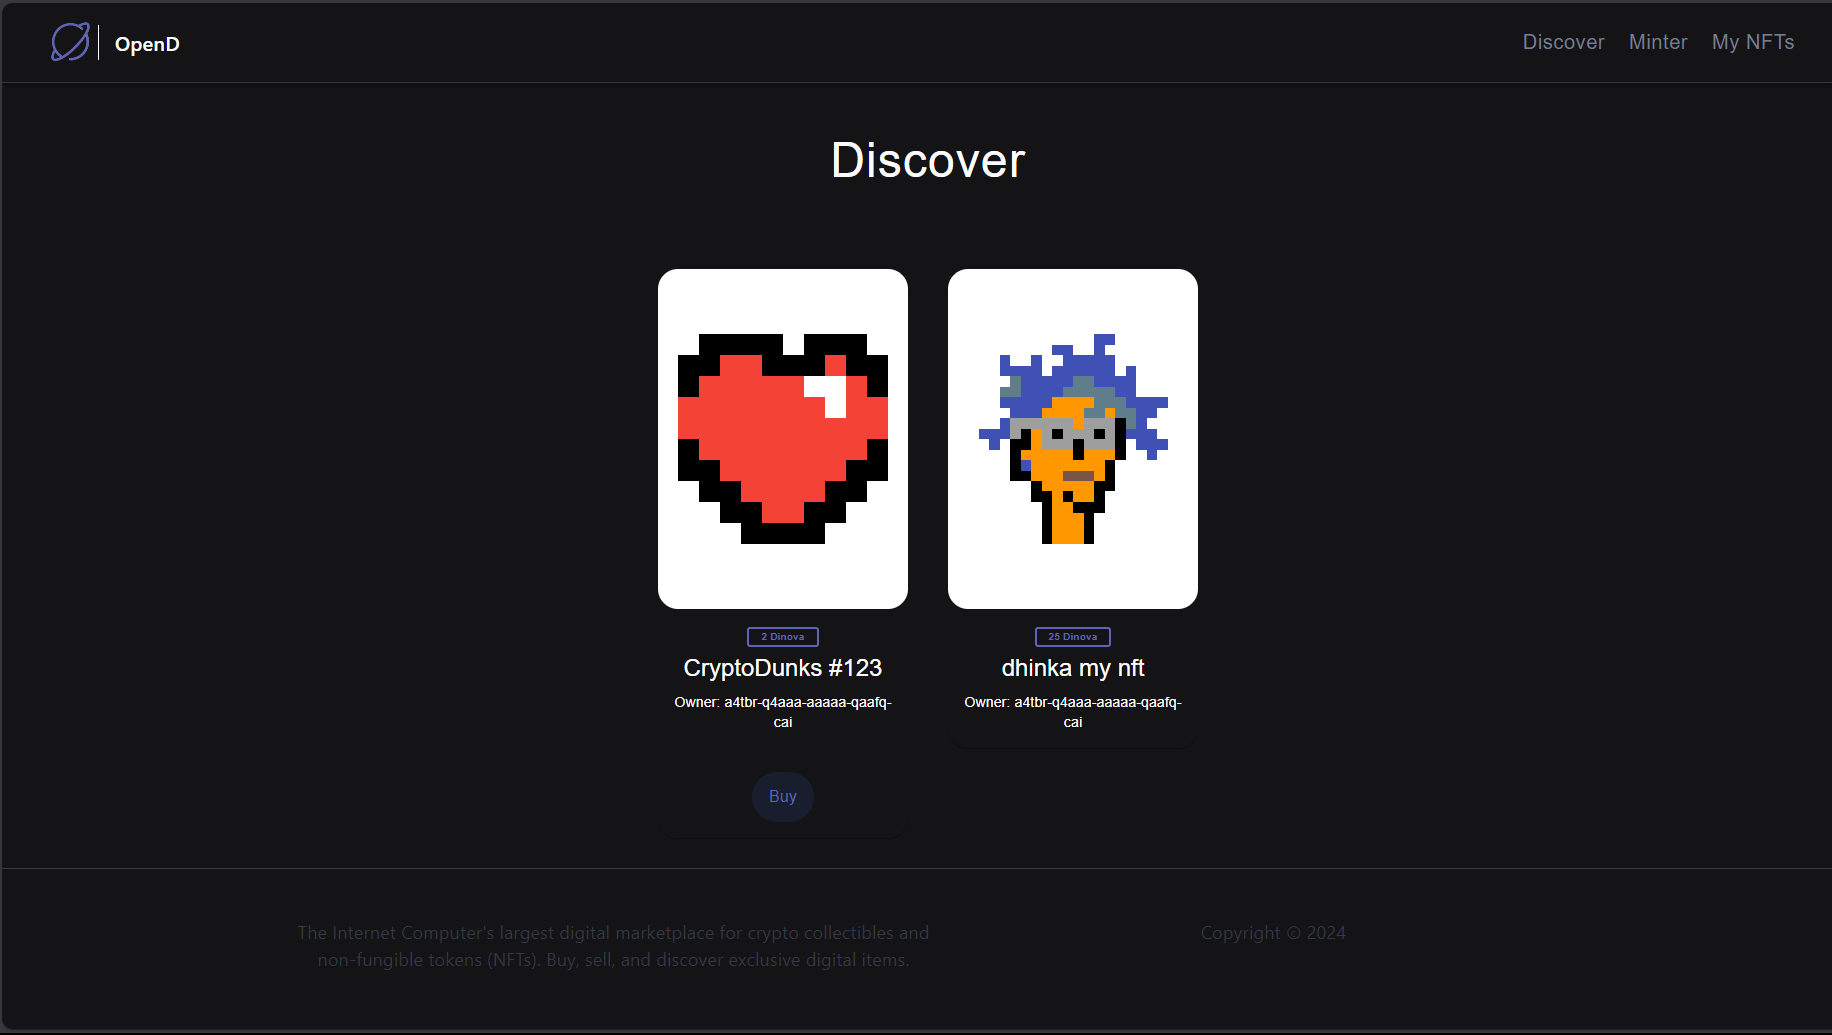 OpenD
Discover Minter My NFTs
Discover
2 Dinova
CryptoDunks #123
Owner: a4tbr-q4aaa-aaaaa-qaafq-
cai
Buy
25 Dinova
dhinka my nft
Owner: a4tbr-q4aaa-aaaaa-qaafq-
cai
The Internet Computer's largest digital marketplace for crypto collectibles and
non-fungible tokens (NFTs). Buy, sell, and discover exclusive digital items.
Copyright © 2024